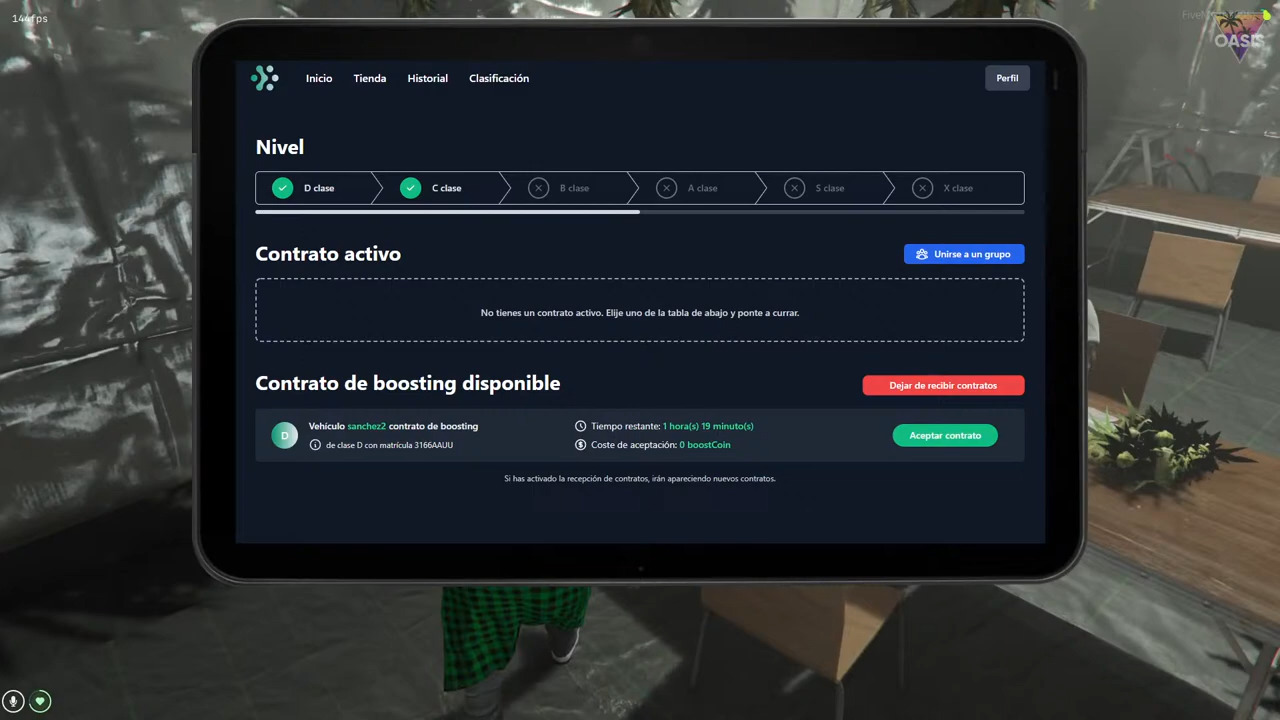 144fps
OASIS
Inicio Tienda Historial Clasificación Perfil
Nivel
D clase C clase B clase A clase S clase X clase
Contrato activo Unirse a un grupo
No tienes un contrato activo. Elije uno de la tabla de abajo y ponte a currar.
Contrato de boosting disponible Dejar de recibir contratos
D Vehículo sanchez2 contrato de boosting Tiempo restante: 1 hora(s) 19 minuto(s) Aceptar contrato
de clase D con matrícula 3166AAUU Coste de aceptación: 0 boostCoin
Si has activado la recepción de contratos, irán apareciendo nuevos contratos.